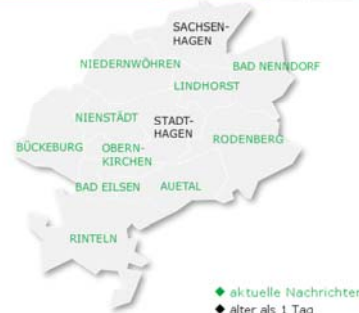 SACHSEN-
HAGEN
NIEDERNWÖHREN
BAD NENNDORF
LINDHORST
NIENSTÄDT
STADT-
HAGEN
RODENBERG
BÜCKEBURG
OBERN-
KIRCHEN
BAD EILSEN
AUETAL
RINTELN
◆ aktuelle Nachrichten
◆ älter als 1 Tag